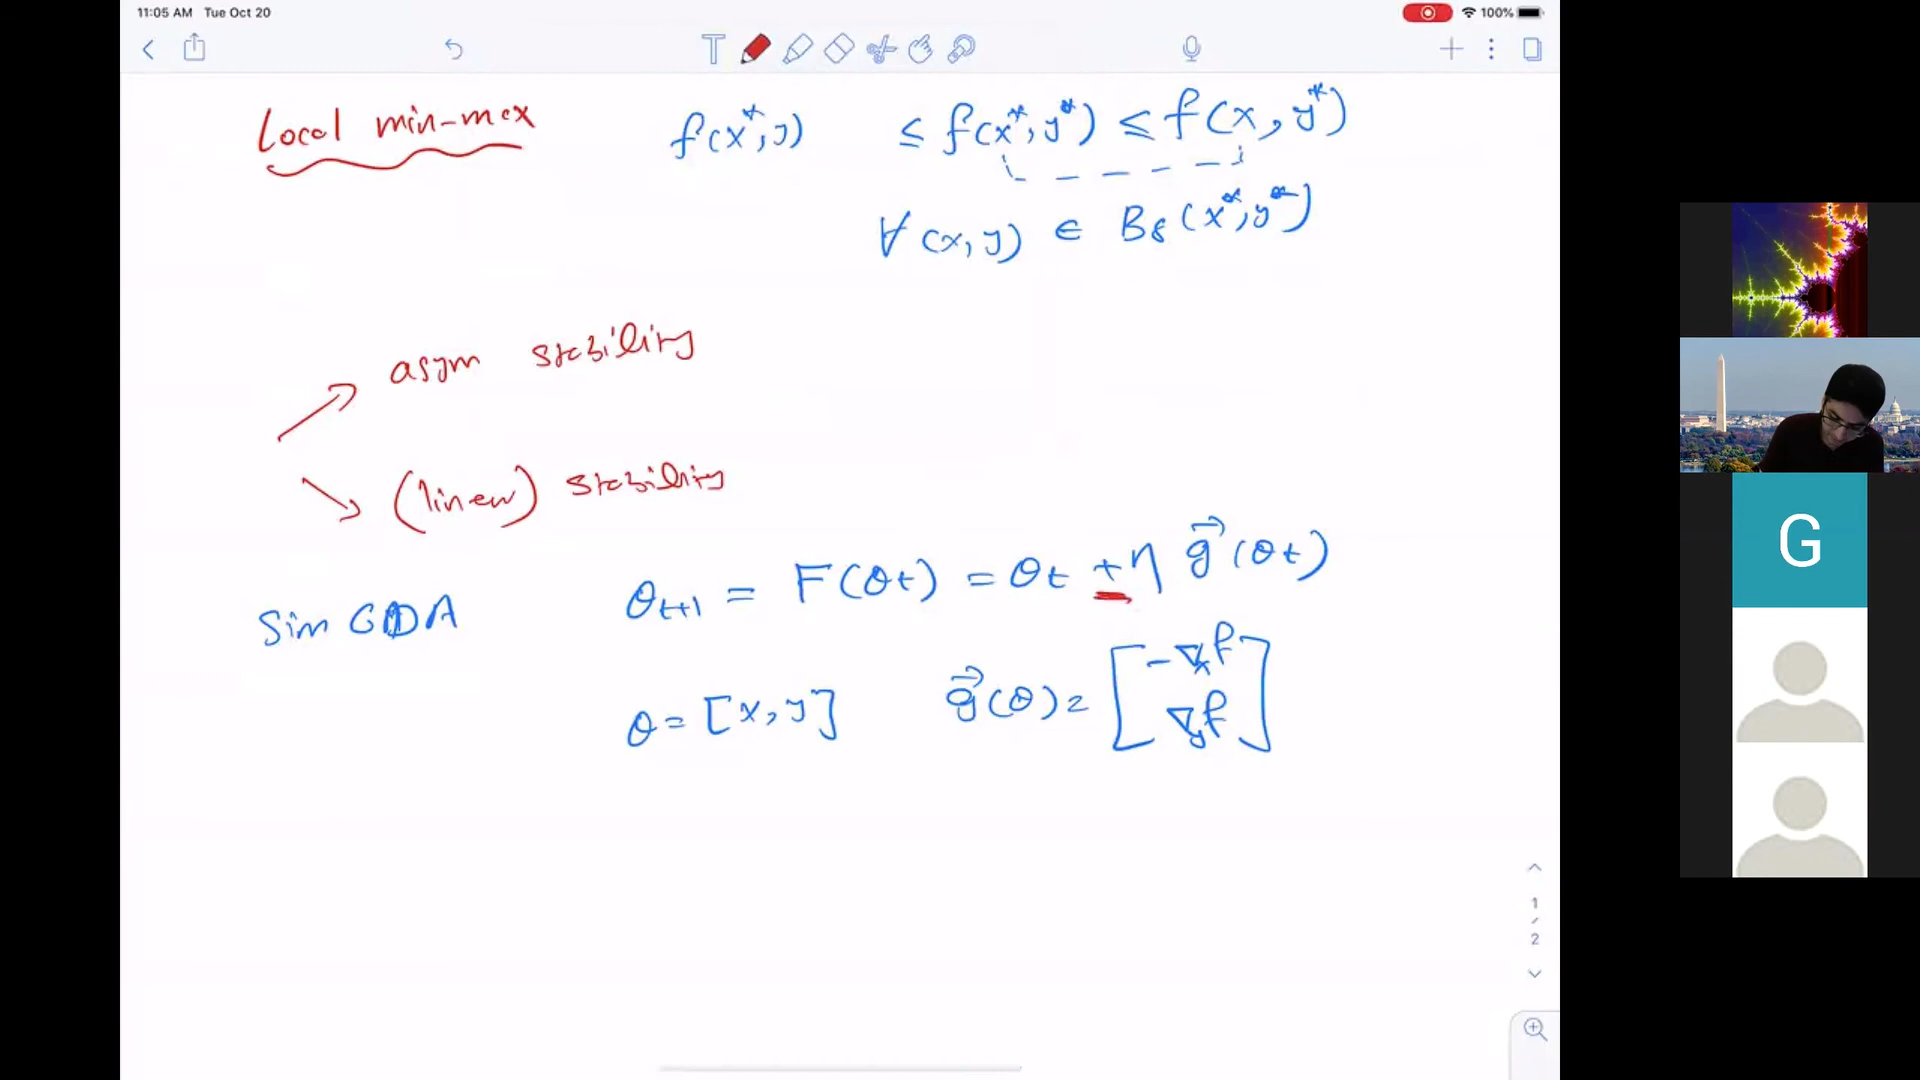 11:05 AM Tue Oct 20
100%
T
Local min-max f(x*, y) ≤ f(x*, y*) ≤ f(x, y*)
∀ (x, y) ∈ Bδ (x*, y*)
asym stability
(linear) stability
Sim GDA θt+1 = F(θt) = θt + η g⃗(θt)
θ = [x, y] g⃗(θ) = [ -∇xf
∇yf ]
1
/
2
G